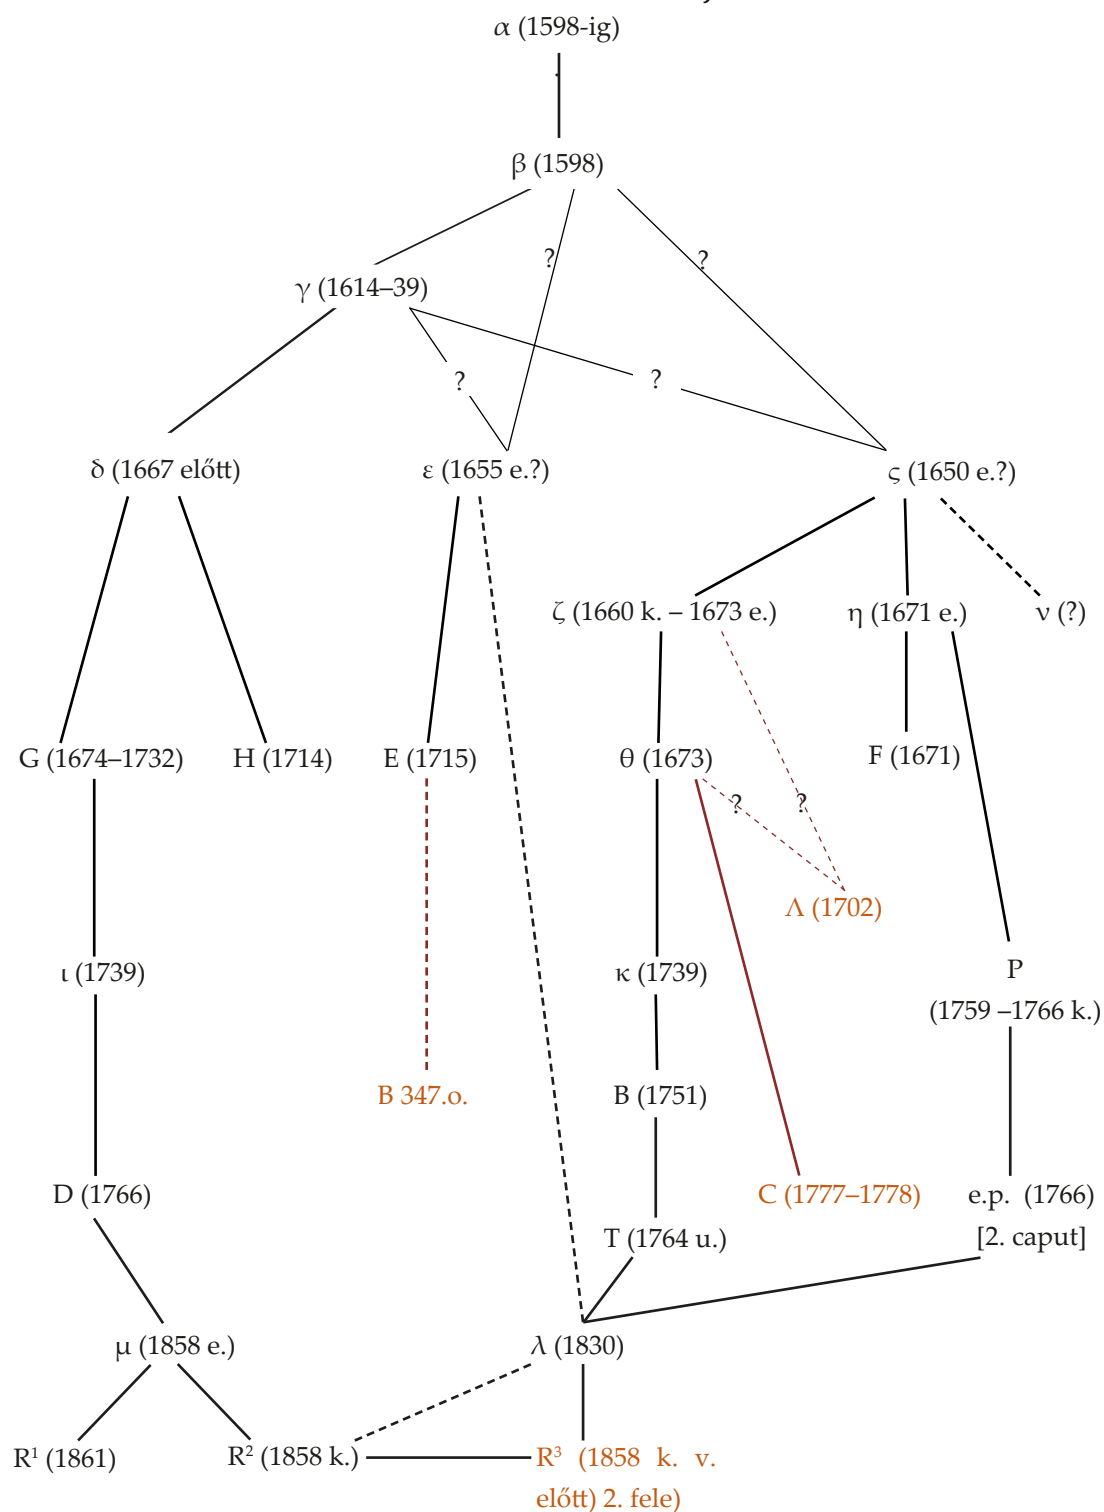 α (1598-ig)
β (1598)
? ?
γ (1614–39)
? ?
δ (1667 előtt) ε (1655 e.?) ς (1650 e.?)
ζ (1660 k. – 1673 e.) η (1671 e.) ν (?)
G (1674–1732) H (1714) E (1715) θ (1673) F (1671)
? ?
Λ (1702)
ι (1739) κ (1739) P
(1759 –1766 k.)
B 347.o. B (1751)
D (1766) C (1777–1778) e.p. (1766)
T (1764 u.) [2. caput]
μ (1858 e.) λ (1830)
R¹ (1861) R² (1858 k.) R³ (1858 k. v.
előtt) 2. fele)